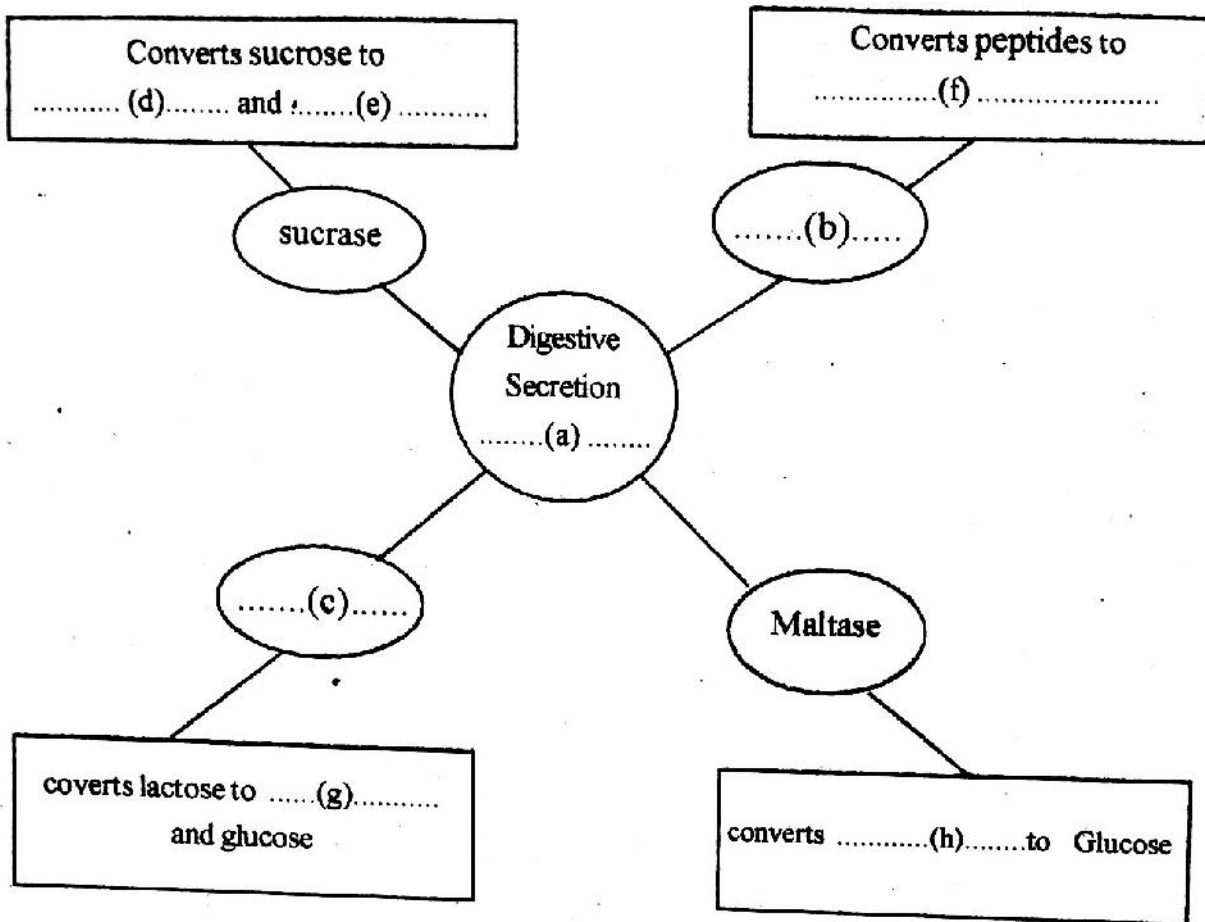 Converts sucrose to
........... (d)........ and :.......(e) ...........
Converts peptides to
...............(f) ......................
sucrase
.......(b).....
Digestive
Secretion
........(a) ........
.......(c)......
Maltase
coverts lactose to ......(g)...........
and glucose
converts ............(h)........to Glucose